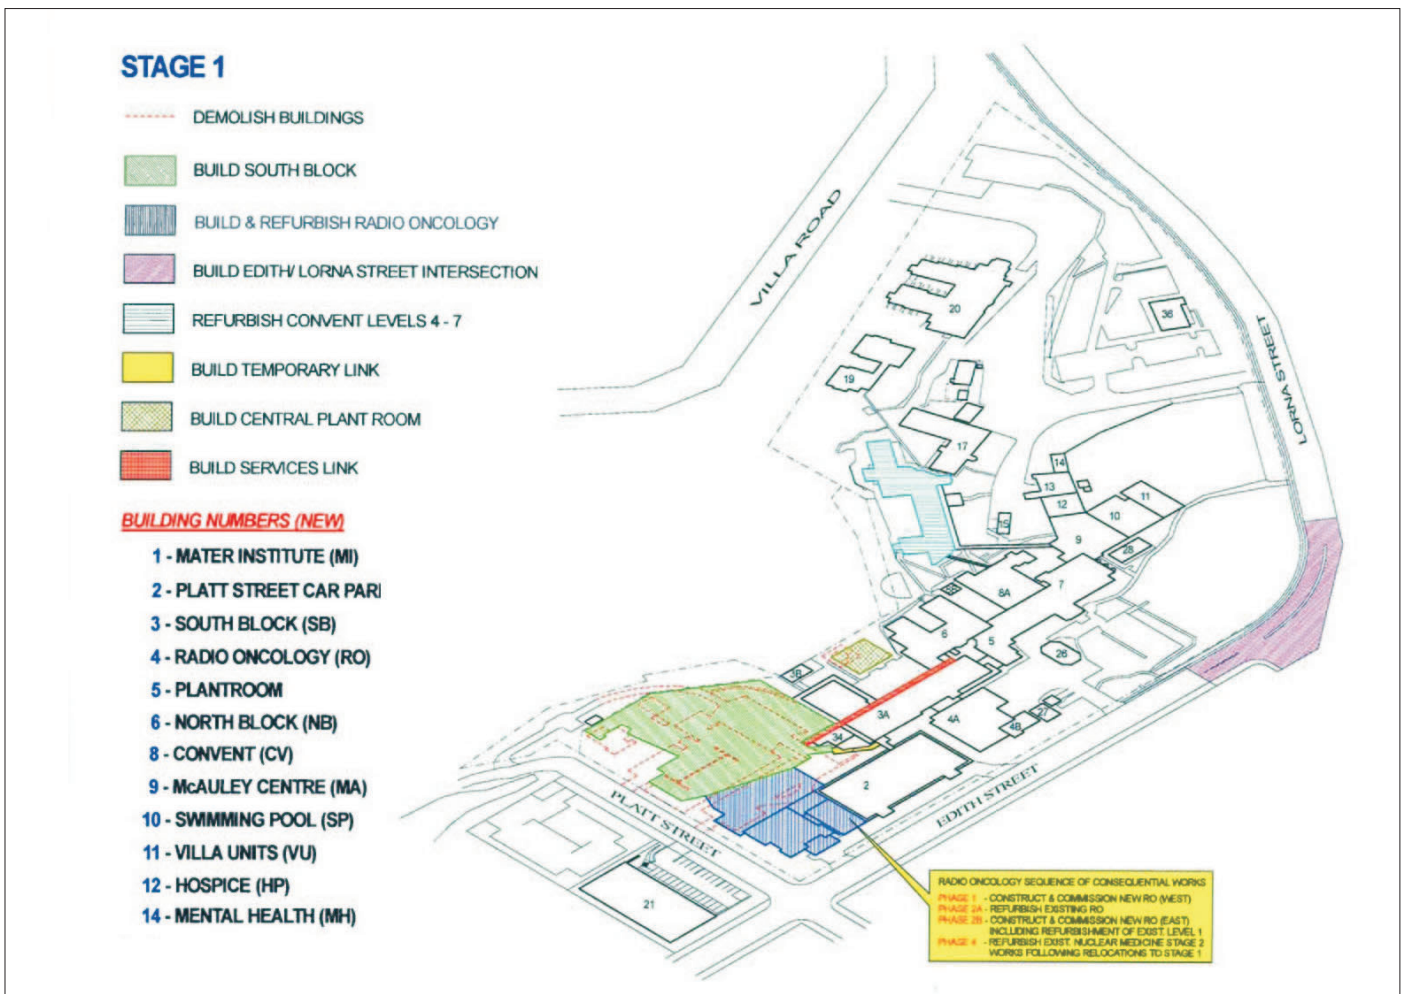 STAGE 1
DEMOLISH BUILDINGS
BUILD SOUTH BLOCK
BUILD & REFURBISH RADIO ONCOLOGY
BUILD EDITH/ LORNA STREET INTERSECTION
REFURBISH CONVENT LEVELS 4 - 7
BUILD TEMPORARY LINK
BUILD CENTRAL PLANT ROOM
BUILD SERVICES LINK
BUILDING NUMBERS (NEW)
1 - MATER INSTITUTE (MI)
2 - PLATT STREET CAR PAR
3 - SOUTH BLOCK (SB)
4 - RADIO ONCOLOGY (RO)
5 - PLANTROOM
6 - NORTH BLOCK (NB)
8 - CONVENT (CV)
9 - McAULEY CENTRE (MA)
10 - SWIMMING POOL (SP)
11 - VILLA UNITS (VU)
12 - HOSPICE (HP)
14 - MENTAL HEALTH (MH)
VILLA ROAD
LORNA STREET
20
36
19
17
14
13
12
11
10
15
9
28
7
8A
6
5
26
3B
3A
4A
4B
27
2
PLATT STREET
EDITH STREET
21
RADIO ONCOLOGY SEQUENCE OF CONSEQUENTIAL WORKS
PHASE 1 - CONSTRUCT & COMMISSION NEW RO (WEST)
PHASE 2A - REFURBISH EXISTING RO
PHASE 2B - CONSTRUCT & COMMISSION NEW RO (EAST)
INCLUDING REFURBISHMENT OF EXIST. LEVEL 1
PHASE 4 - REFURBISH EXIST. NUCLEAR MEDICINE STAGE 2
WORKS FOLLOWING RELOCATIONS TO STAGE 1